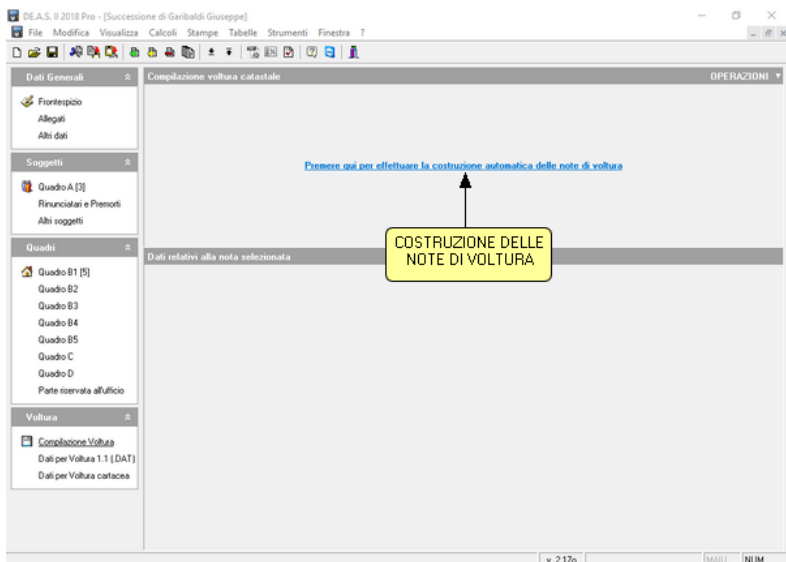 DE.A.S. II 2018 Pro - [Successione di Garibaldi Giuseppe]
File Modifica Visualizza Calcoli Stampe Tabelle Strumenti Finestra ?
Dati Generali
Frontespizio
Allegati
Altri dati
Soggetti
Quadro A [3]
Rinunciatari e Premorti
Altri soggetti
Quadri
Quadro B1 [5]
Quadro B2
Quadro B3
Quadro B4
Quadro B5
Quadro C
Quadro D
Parte riservata all'ufficio
Voltura
Compilazione Voltura
Dati per Voltura 1.1 (.DAT)
Dati per Voltura cartacea
Compilazione voltura catastale OPERAZIONI
Premere qui per effettuare la costruzione automatica delle note di voltura
COSTRUZIONE DELLE
NOTE DI VOLTURA
Dati relativi alla nota selezionata
v. 2.17o NUM